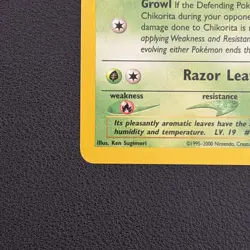 Growl If the Defending Pok
Chikorita during your oppone
damage done to Chikorita is
applying Weakness and Resistan
evolving either Pokémon ends th
Razor Lea
weakness
resistance
Its pleasantly aromatic leaves have the
humidity and temperature. LV. 19 #
Illus. Ken Sugimori
©1995-2000 Nintendo, Creatu